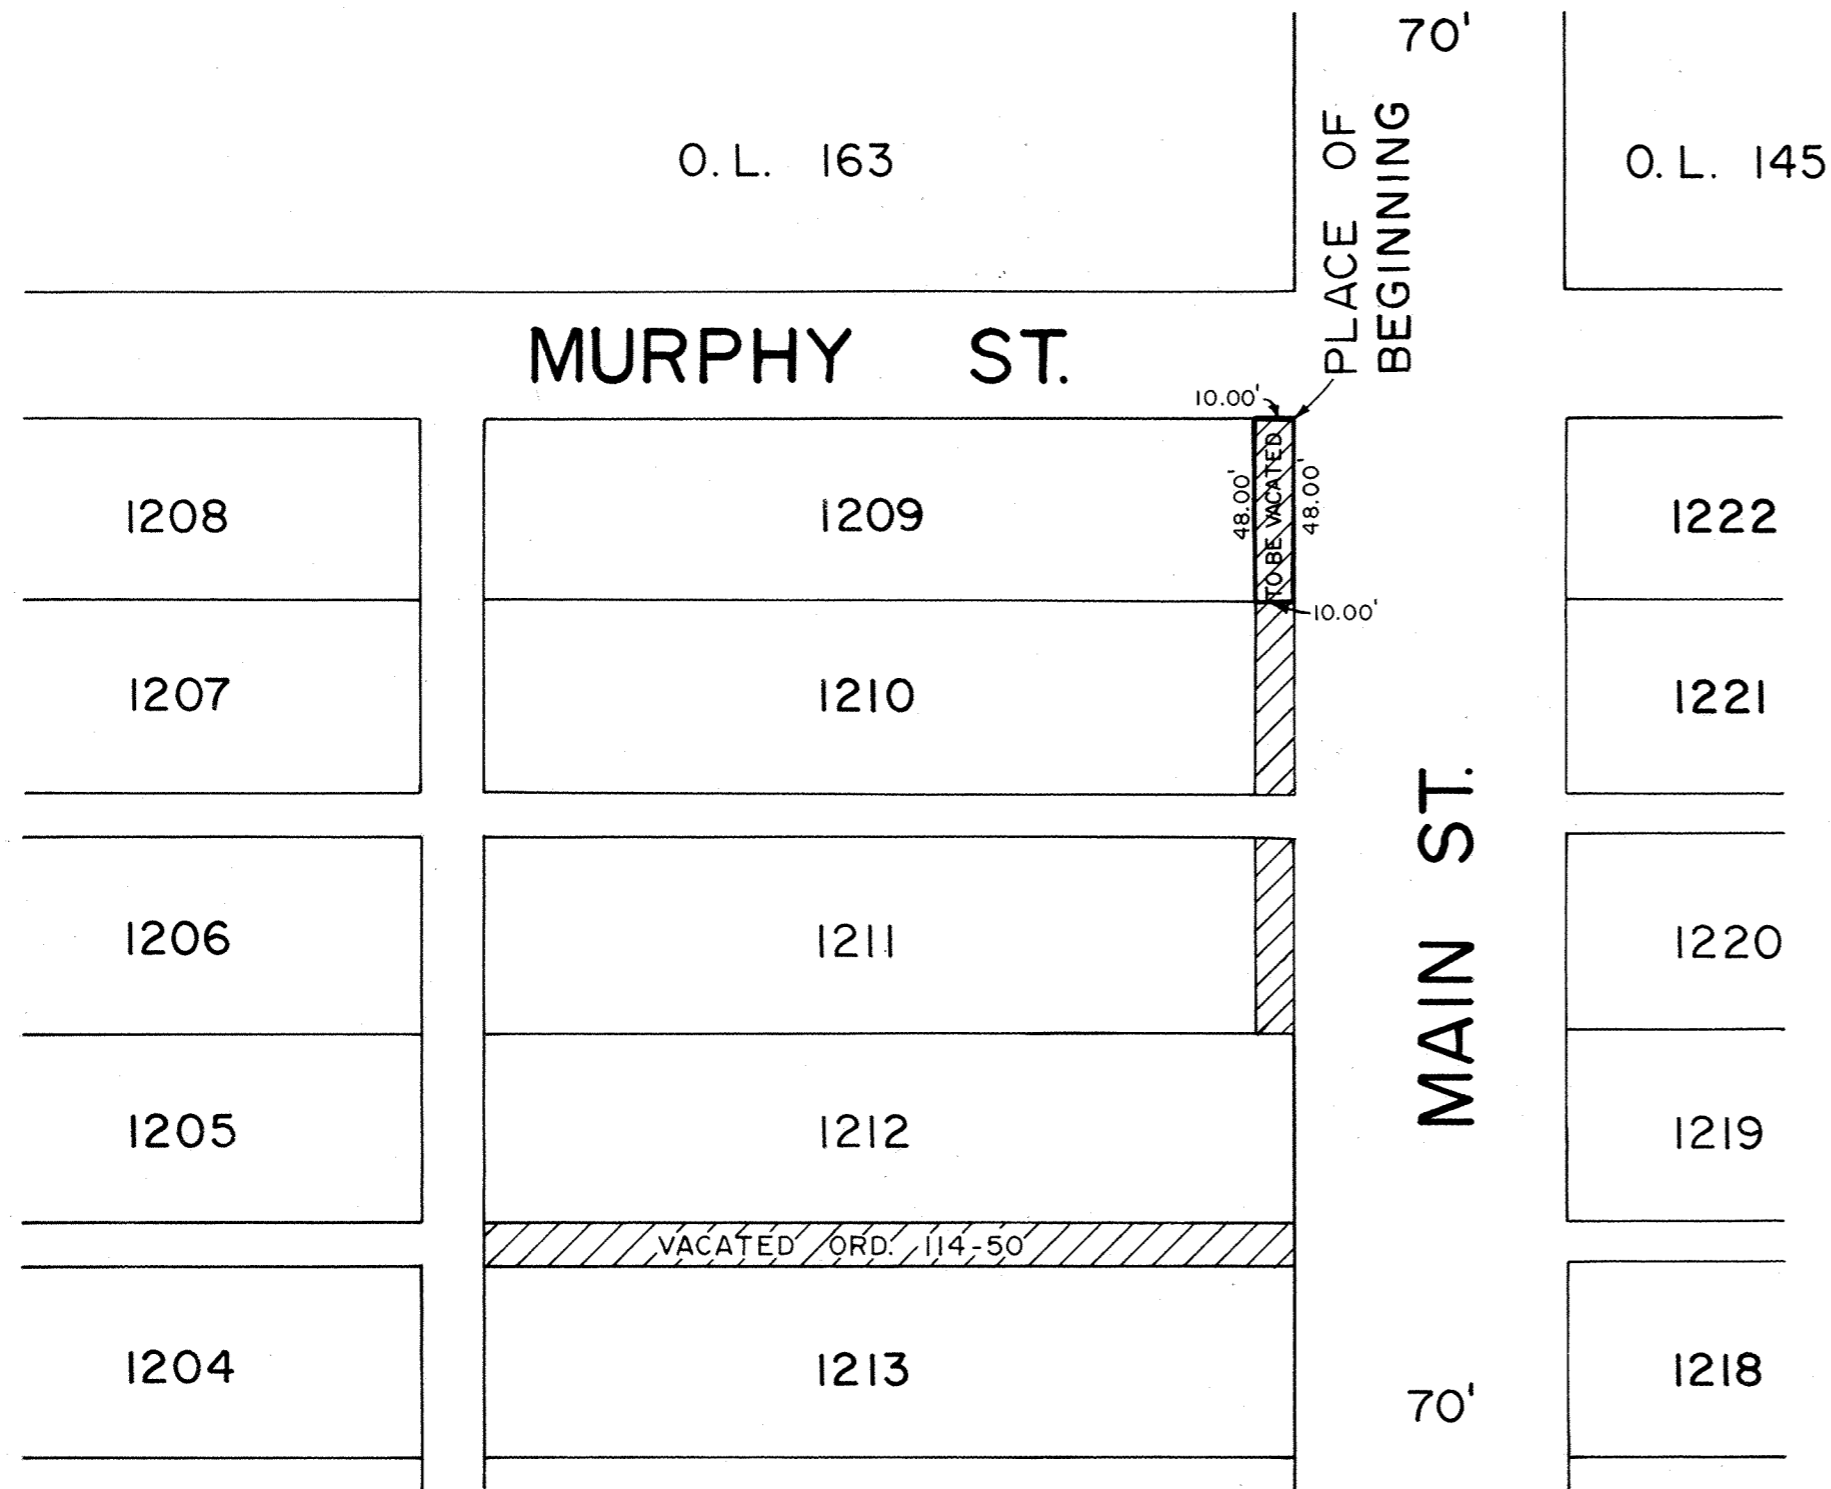 70'
O. L. 163
PLACE OF
BEGINNING
O. L. 145
MURPHY ST.
10.00'
1208
1209
48.00'
TO BE VACATED
48.00'
1222
10.00'
1207
1210
1221
MAIN ST.
1206
1211
1220
1205
1212
1219
VACATED ORD. 114-50
1204
1213
70'
1218